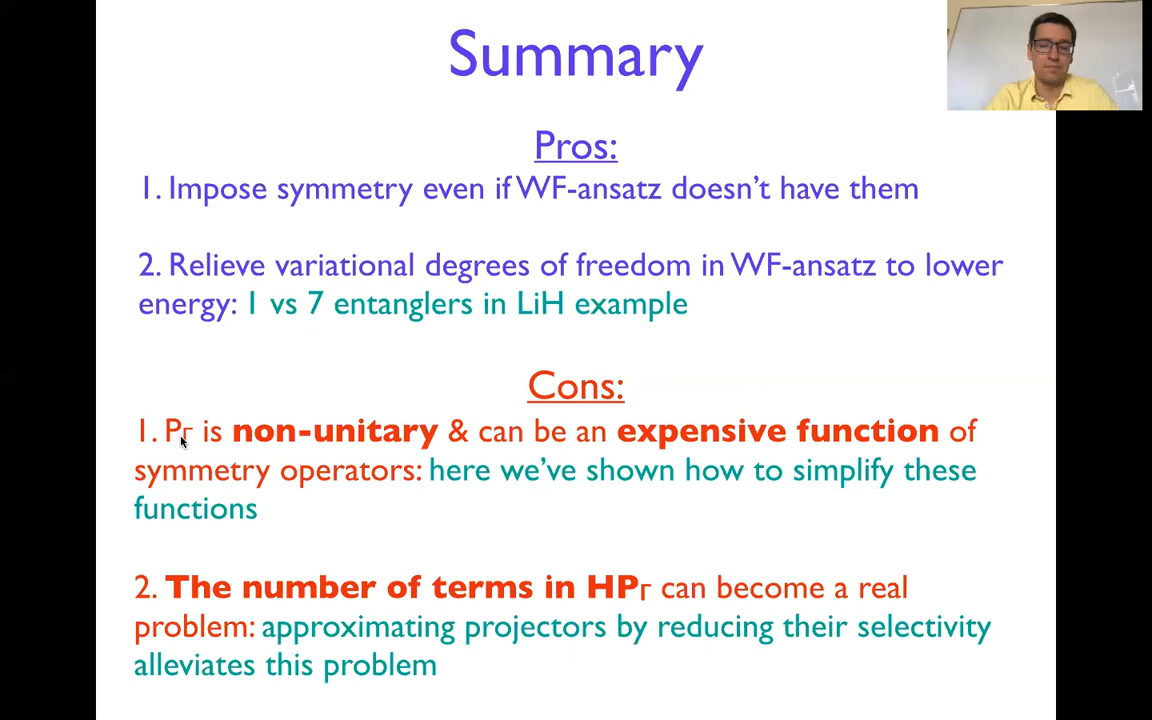 Summary
Pros:
1. Impose symmetry even if WF-ansatz doesn't have them
2. Relieve variational degrees of freedom in WF-ansatz to lower
energy: 1 vs 7 entanglers in LiH example
Cons:
1. PΓ is non-unitary & can be an expensive function of
symmetry operators: here we've shown how to simplify these
functions
2. The number of terms in HPΓ can become a real
problem: approximating projectors by reducing their selectivity
alleviates this problem